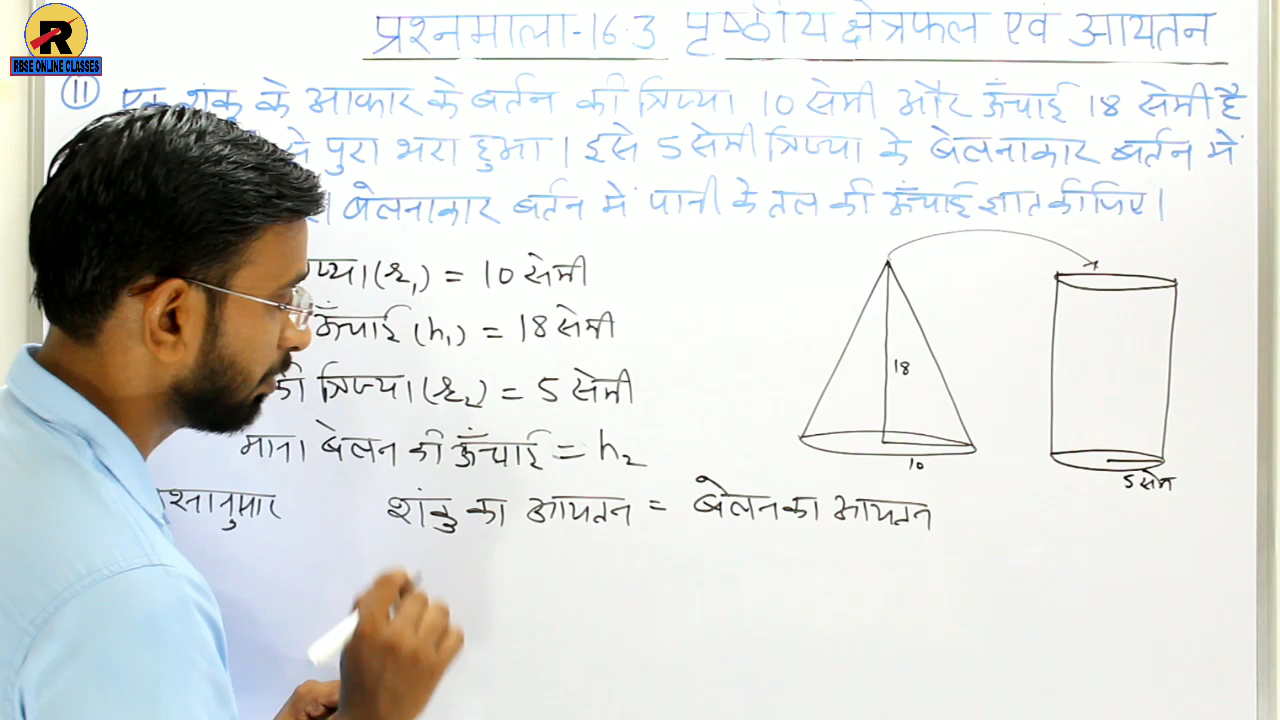 R
RBSE ONLINE CLASSES
प्रश्नमाला-16.3 पृष्ठीय क्षेत्रफल एवं आयतन
11 एक शंकु के आकार के बर्तन की त्रिज्या 10 सेमी और ऊँचाई 18 सेमी है
पुरा भरा हुआ। इसे 5 सेमी त्रिज्या के बेलनाकार बर्तन में
बेलनाकार बर्तन में पानी के तल की ऊँचाई ज्ञात कीजिए।
(r₁) = 10 सेमी
ऊँचाई (h₁) = 18 सेमी
की त्रिज्या (r₂) = 5 सेमी
माना बेलन की ऊँचाई = h₂
शंकु का आयतन = बेलन का आयतन
18
10
5 सेमी